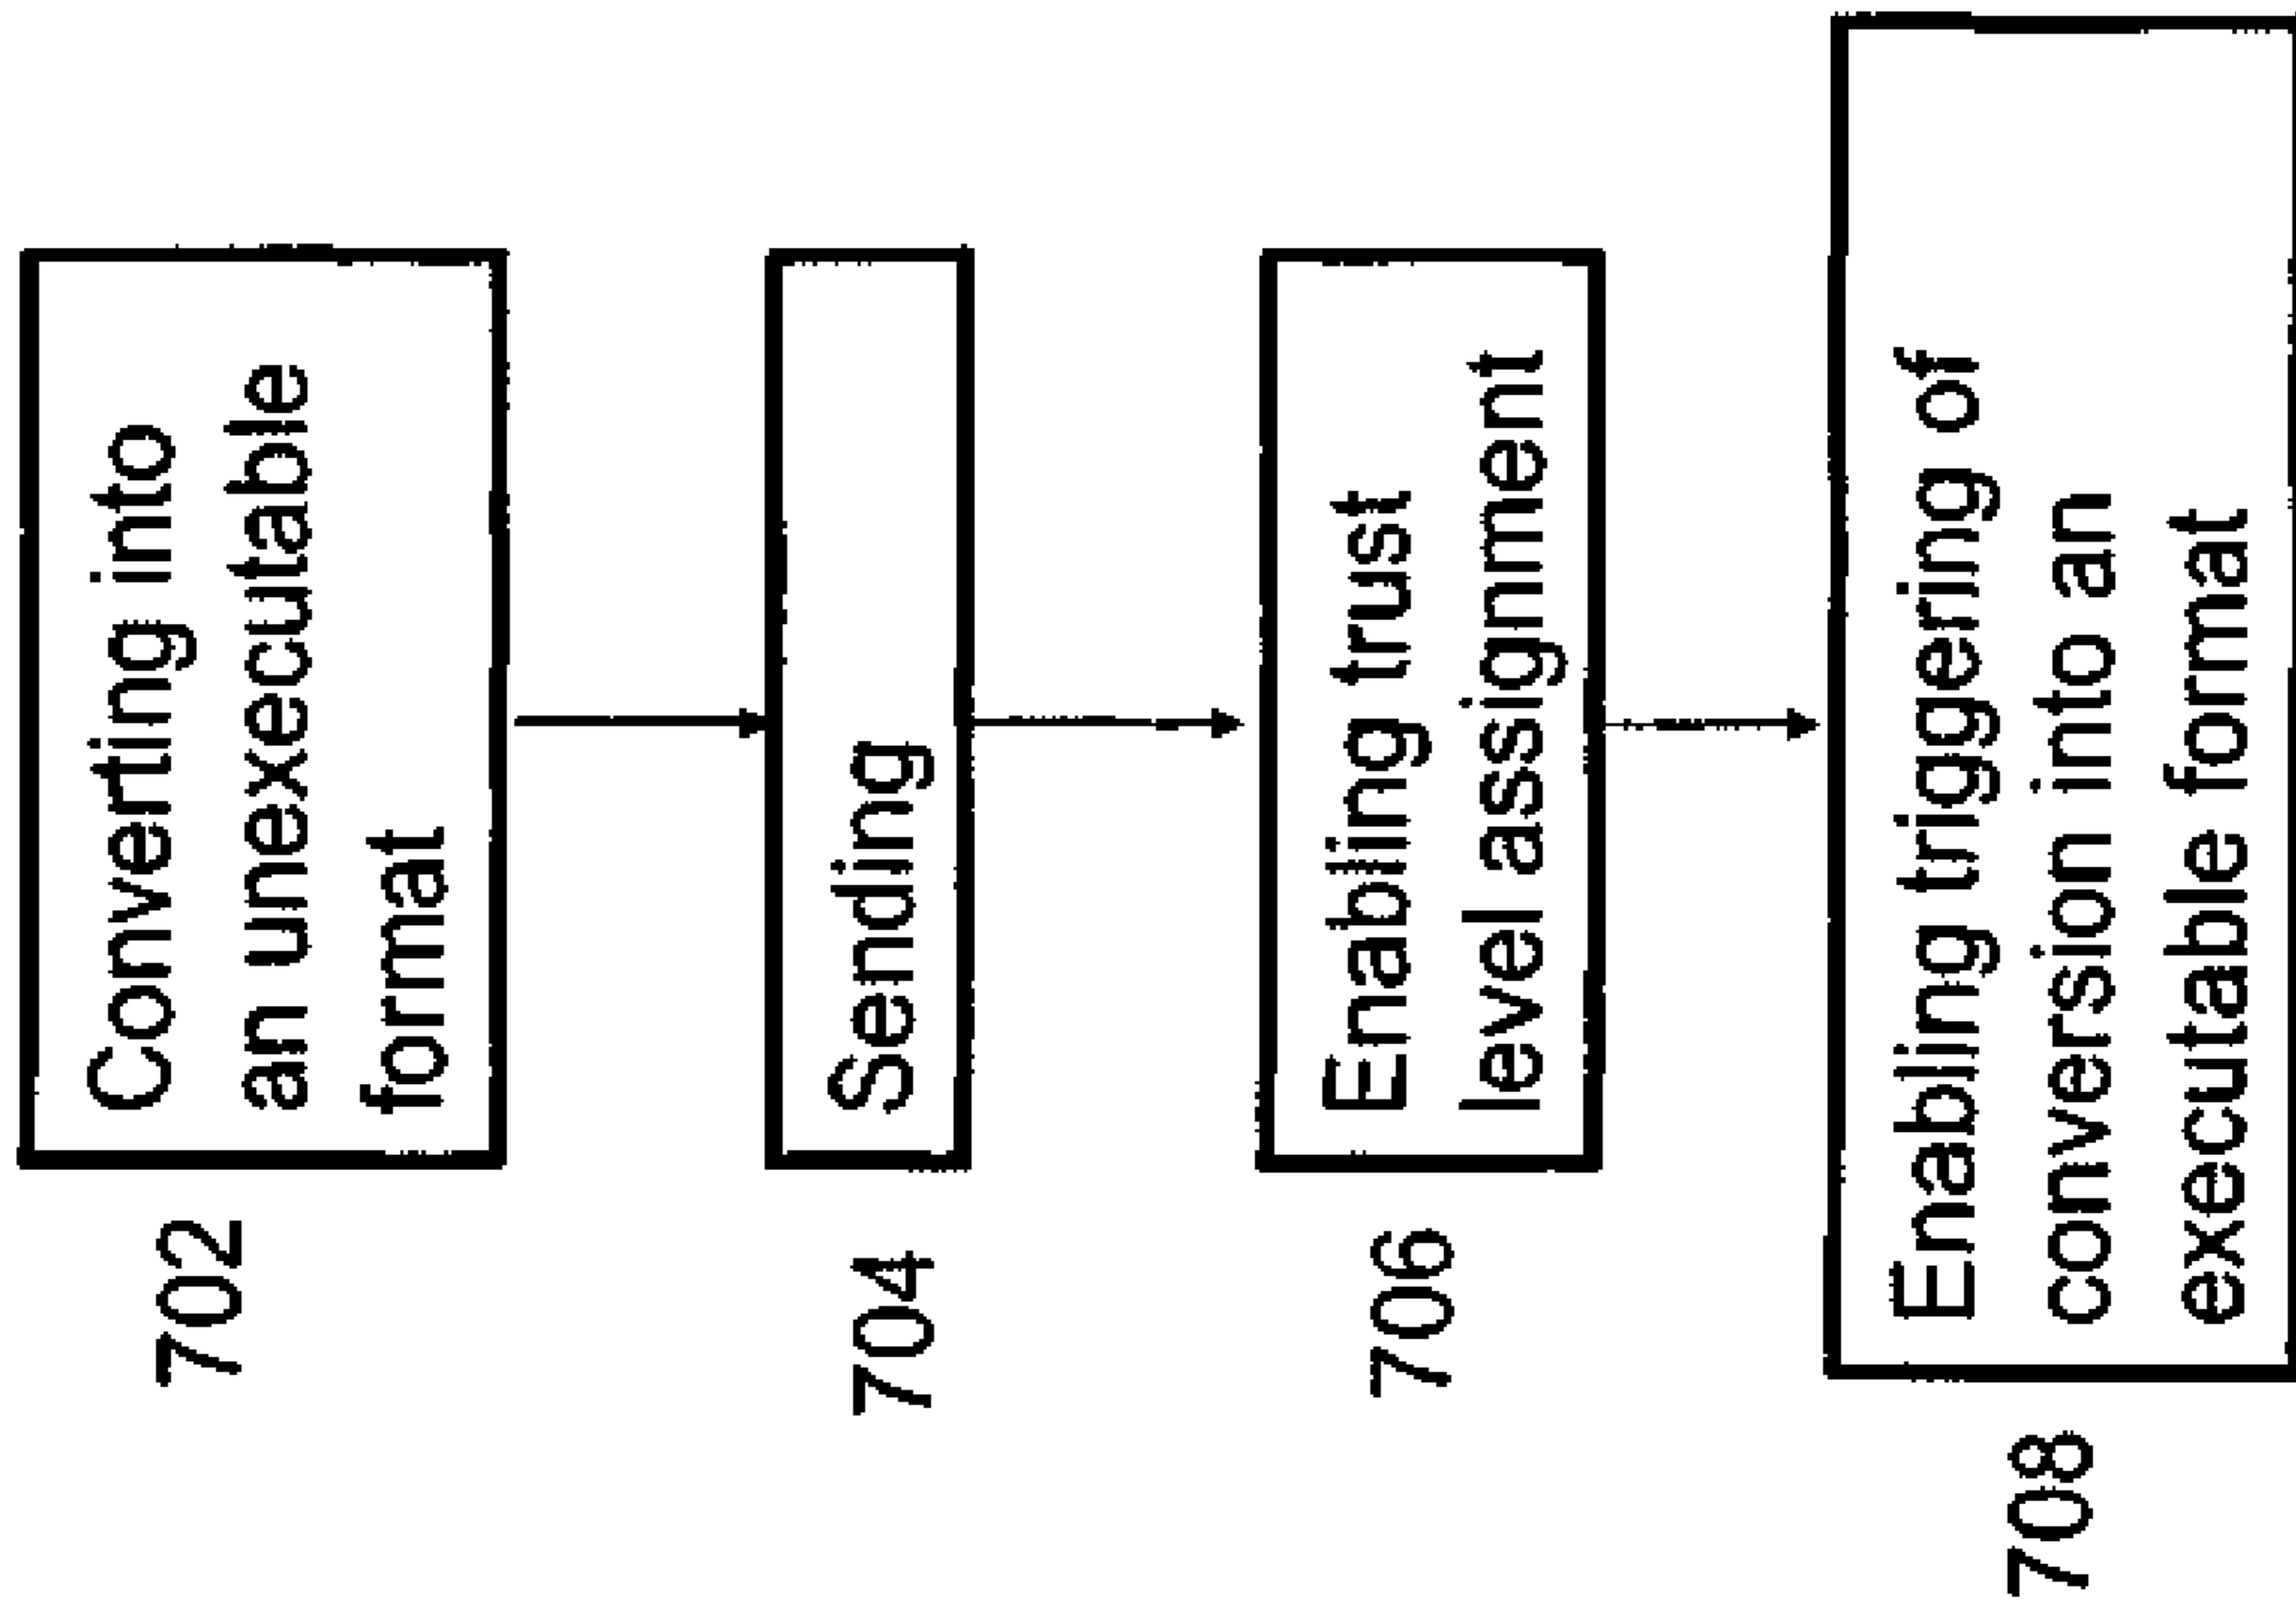 702
Converting into
an unexecutable
format
704
Sending
706
Enabling trust
level assignment
708
Enabling triggering of
conversion into an
executable format